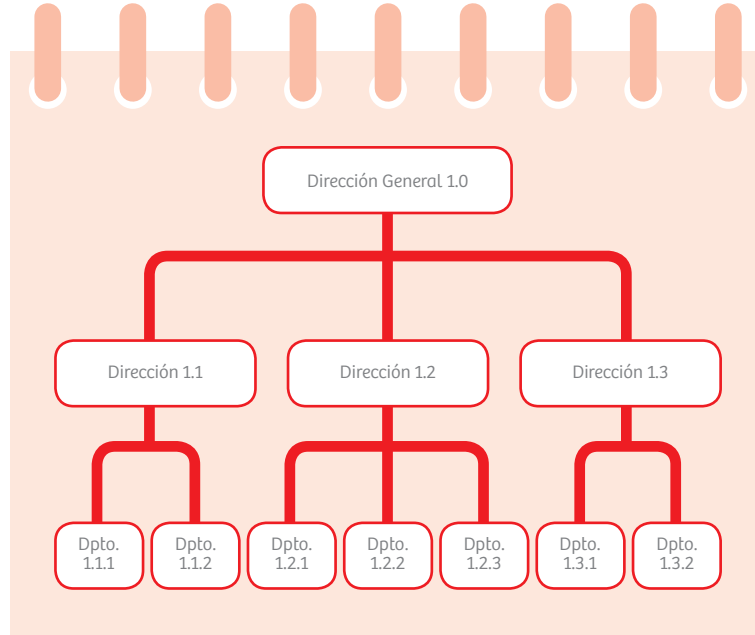 Dirección General 1.0
Dirección 1.1
Dirección 1.2
Dirección 1.3
Dpto.
1.1.1
Dpto.
1.1.2
Dpto.
1.2.1
Dpto.
1.2.2
Dpto.
1.2.3
Dpto.
1.3.1
Dpto.
1.3.2